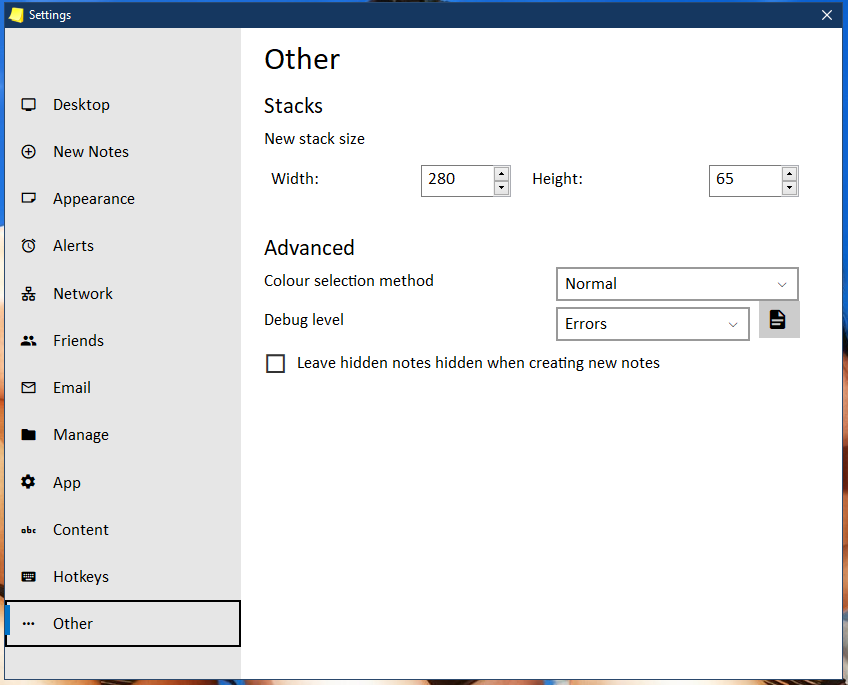 Settings
Desktop
New Notes
Appearance
Alerts
Network
Friends
Email
Manage
App
abc Content
Hotkeys
Other
Other
Stacks
New stack size
Width: 280 Height: 65
Advanced
Colour selection method Normal
Debug level Errors
Leave hidden notes hidden when creating new notes